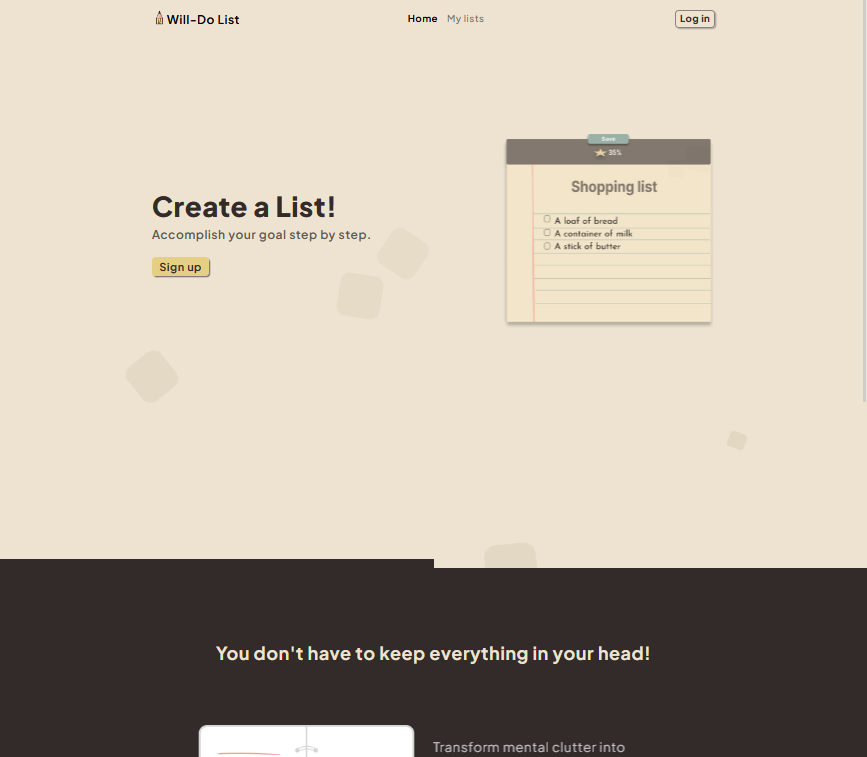 Will-Do List
Home
My lists
Log in
Save
35%
Shopping list
A loaf of bread
A container of milk
A stick of butter
Create a List!
Accomplish your goal step by step.
Sign up
You don't have to keep everything in your head!
Transform mental clutter into